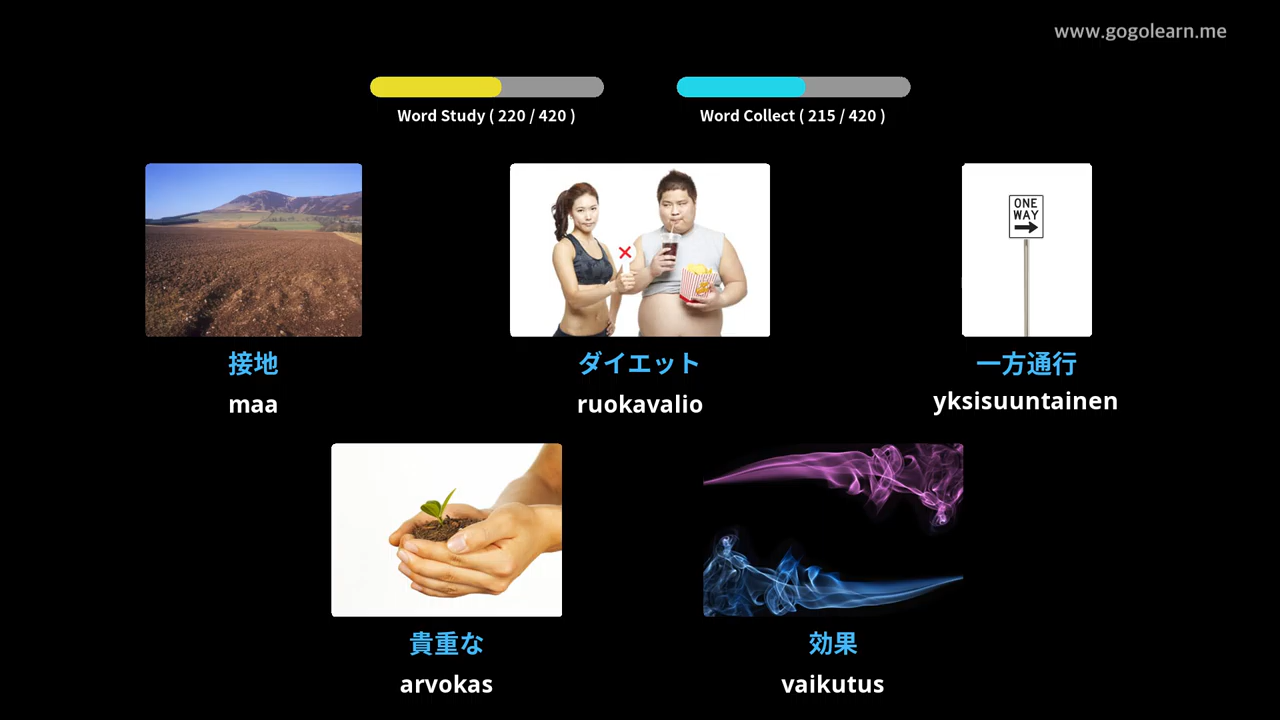 www.gogolearn.me
Word Study ( 220 / 420 )
Word Collect ( 215 / 420 )
ONE
WAY
接地
maa
ダイエット
ruokavalio
一方通行
yksisuuntainen
貴重な
arvokas
効果
vaikutus